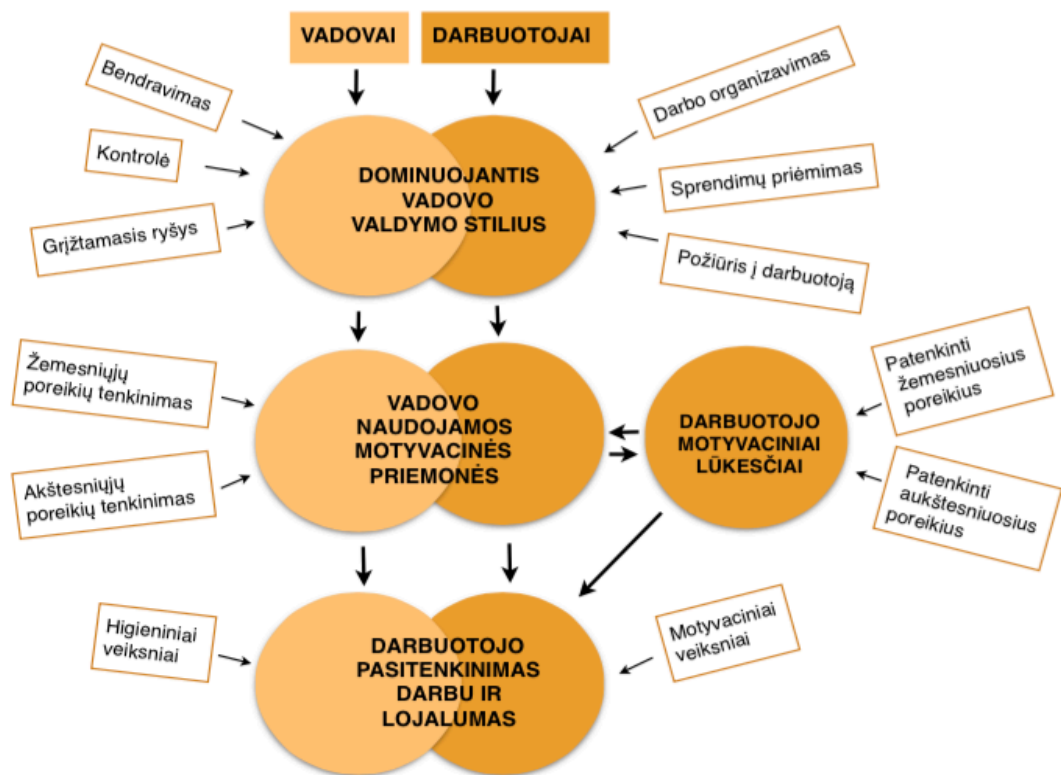 VADOVAI
DARBUOTOJAI
Bendravimas
Kontrolė
Grįžtamasis ryšys
DOMINUOJANTIS
VADOVO
VALDYMO STILIUS
Darbo organizavimas
Sprendimų priėmimas
Požiūris į darbuotoją
Žemesniųjų
poreikių tenkinimas
Akštesniųjų
poreikių tenkinimas
VADOVO
NAUDOJAMOS
MOTYVACINĖS
PRIEMONĖS
DARBUOTOJO
MOTYVACINIAI
LŪKESČIAI
Patenkinti
žemesniuosius
poreikius
Patenkinti
aukštesniuosius
poreikius
Higieniniai
veiksniai
DARBUOTOJO
PASITENKINIMAS
DARBU IR
LOJALUMAS
Motyvaciniai
veiksniai